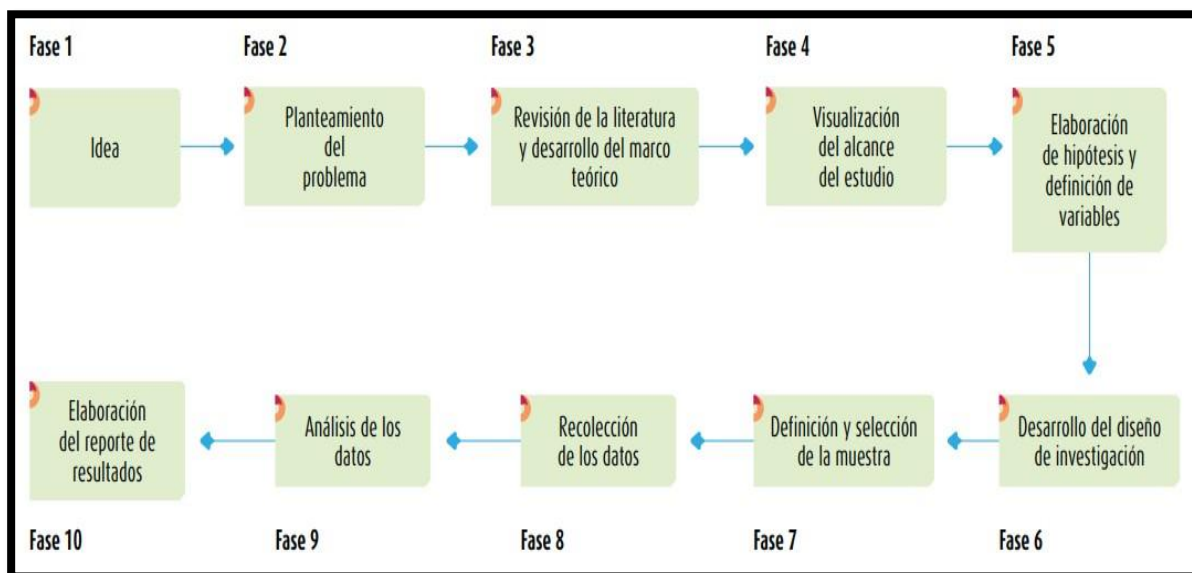 Fase 1
Idea
Fase 2
Planteamiento
del
problema
Fase 3
Revisión de la literatura
y desarrollo del marco
teórico
Fase 4
Visualización
del alcance
del estudio
Fase 5
Elaboración
de hipótesis y
definición de
variables
Desarrollo del diseño
de investigación
Fase 6
Definición y selección
de la muestra
Fase 7
Recolección
de los datos
Fase 8
Análisis de los
datos
Fase 9
Elaboración
del reporte de
resultados
Fase 10